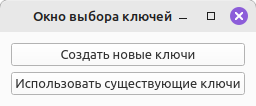 Окно выбора ключей
Создать новые ключи
Использовать существующие ключи